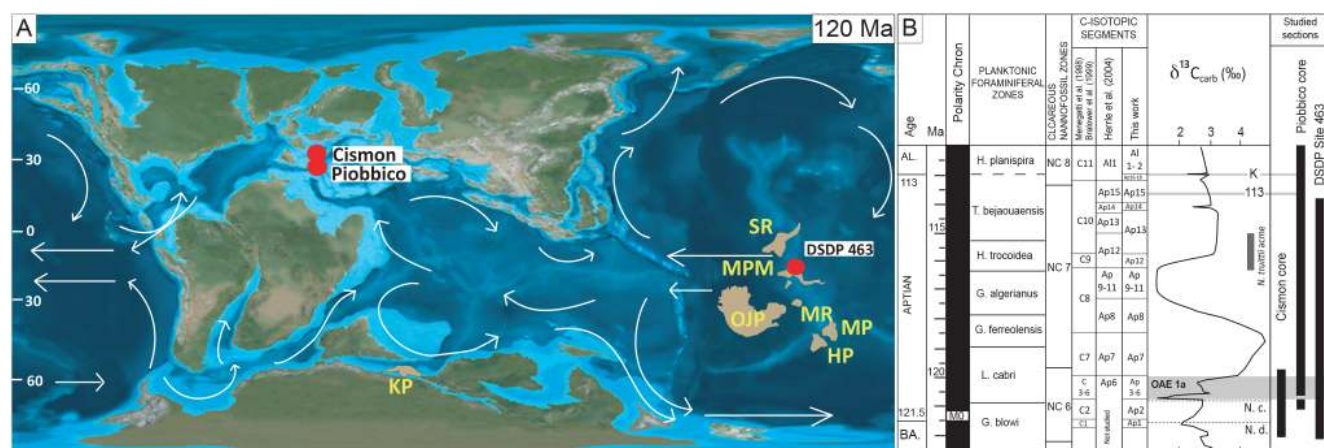 A
120 Ma
60
30
0
30
60
Cismon
Piobbico
SR
DSDP 463
MPM
OJP
MR
MP
HP
KP
B
Age
Ma
Polarity Chron
PLANKTONIC
FORAMINIFERAL
ZONES
CLCAREOUS
NANNOFOSSIL ZONES
C-ISOTOPIC
SEGMENTS
Menegatti et al. (1998)
Bralower et al. (1999)
Herrle et al. (2004)
This work
δ13Ccarb (‰)
2 3 4
Studied
sections
Piobbico core
DSDP Site 463
Cismon core
AL.
113
APTIAN
115
120
121.5
BA.
M0
H. planispira
T. bejaouaensis
H. trocoidea
G. algerianus
G. ferreolensis
L. cabri
G. blowi
NC 8
NC 7
NC 6
C11
C10
C9
C8
C7
C
3-6
C2
C1
Al1
Ap15
Ap14
Ap13
Ap12
Ap
9-11
Ap8
Ap7
Ap6
Not studied
Al
1- 2
Ap15
Ap14
Ap13
Ap12
Ap
9-11
Ap8
Ap7
Ap
3-6
Ap2
Ap1
K
113
N. truittii acme
OAE 1a
N. c.
N. d.